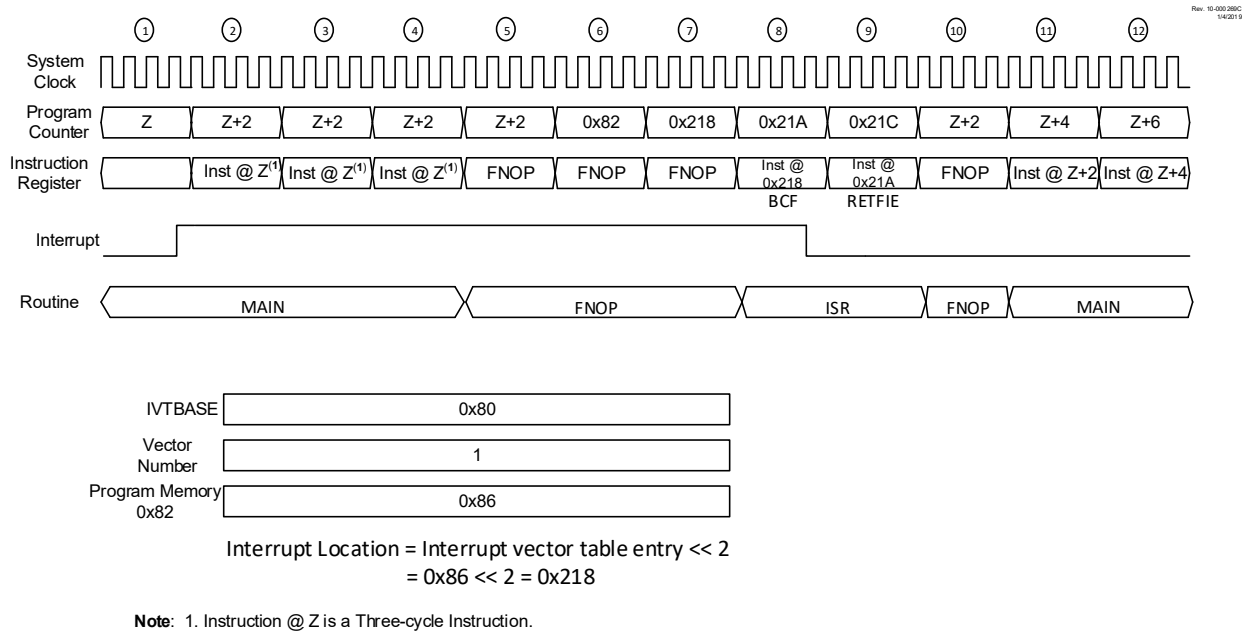 Rev. 10-000 269C
1/4/201 9
1 2 3 4 5 6 7 8 9 10 11 12
System
Clock
Program
Counter
Z Z+2 Z+2 Z+2 Z+2 0x82 0x218 0x21A 0x21C Z+2 Z+4 Z+6
Instruction
Register
Inst @ Z(1) Inst @ Z(1) Inst @ Z(1) FNOP FNOP FNOP Inst @ 0x218 Inst @ 0x21A FNOP Inst @ Z+2 Inst @ Z+4
BCF RETFIE
Interrupt
Routine MAIN FNOP ISR FNOP MAIN
IVTBASE 0x80
Vector
Number
1
Program Memory
0x82
0x86
Interrupt Location = Interrupt vector table entry << 2
= 0x86 << 2 = 0x218
Note: 1. Instruction @ Z is a Three-cycle Instruction.